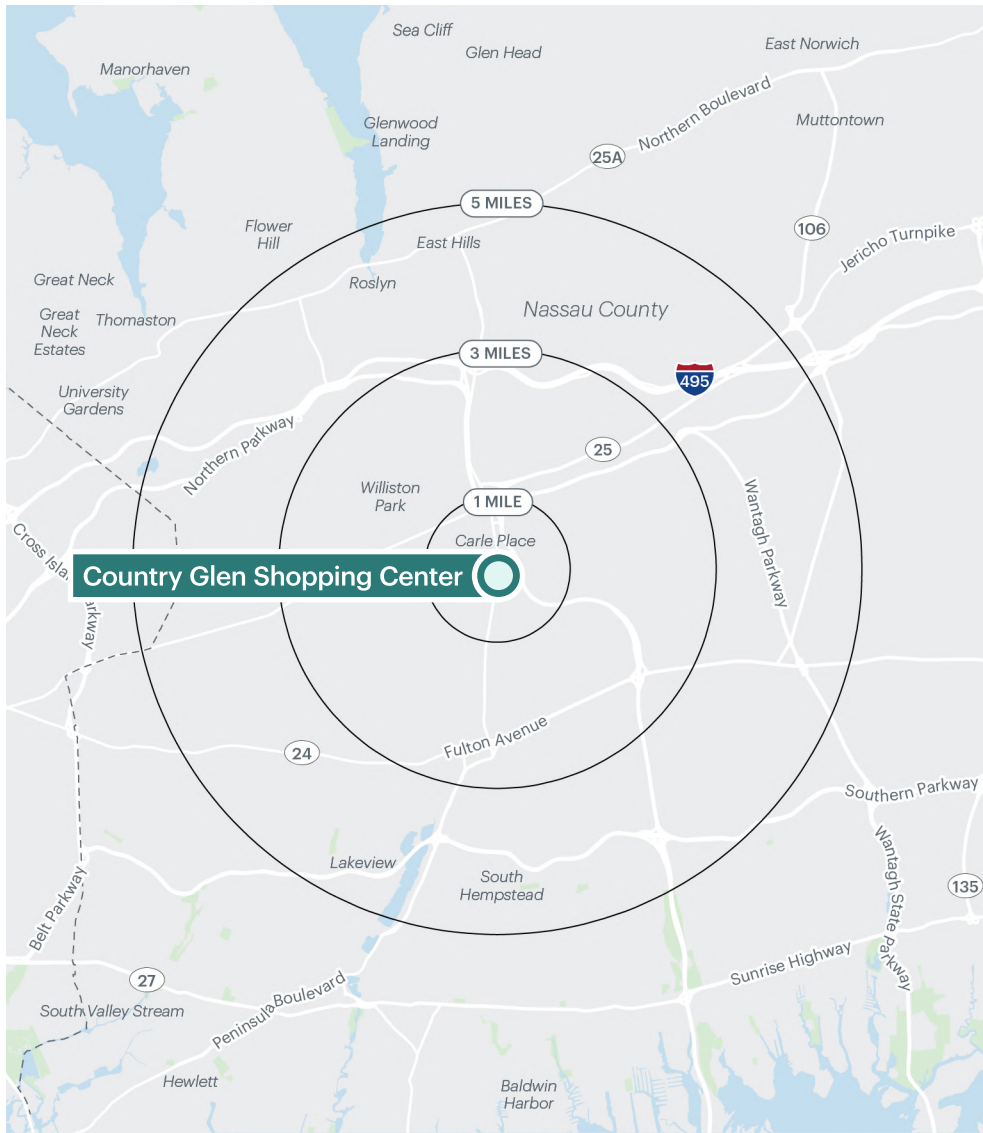 Sea Cliff
Glen Head
East Norwich
Manorhaven
Northern Boulevard
Muttontown
Glenwood
Landing
25A
5 MILES
Flower
Hill
East Hills
106
Jericho Turnpike
Great Neck
Roslyn
Nassau County
Great
Neck
Estates
Thomaston
3 MILES
495
University
Gardens
Northern Parkway
25
Williston
Park
1 MILE
Wantagh Parkway
Carle Place
Cross Isla
arkway
Country Glen Shopping Center
Fulton Avenue
24
Southern Parkway
Lakeview
South
Hempstead
Wantagh State Parkway
135
Belt Parkway
Sunrise Highway
27
South Valley Stream
Peninsula Boulevard
Hewlett
Baldwin
Harbor